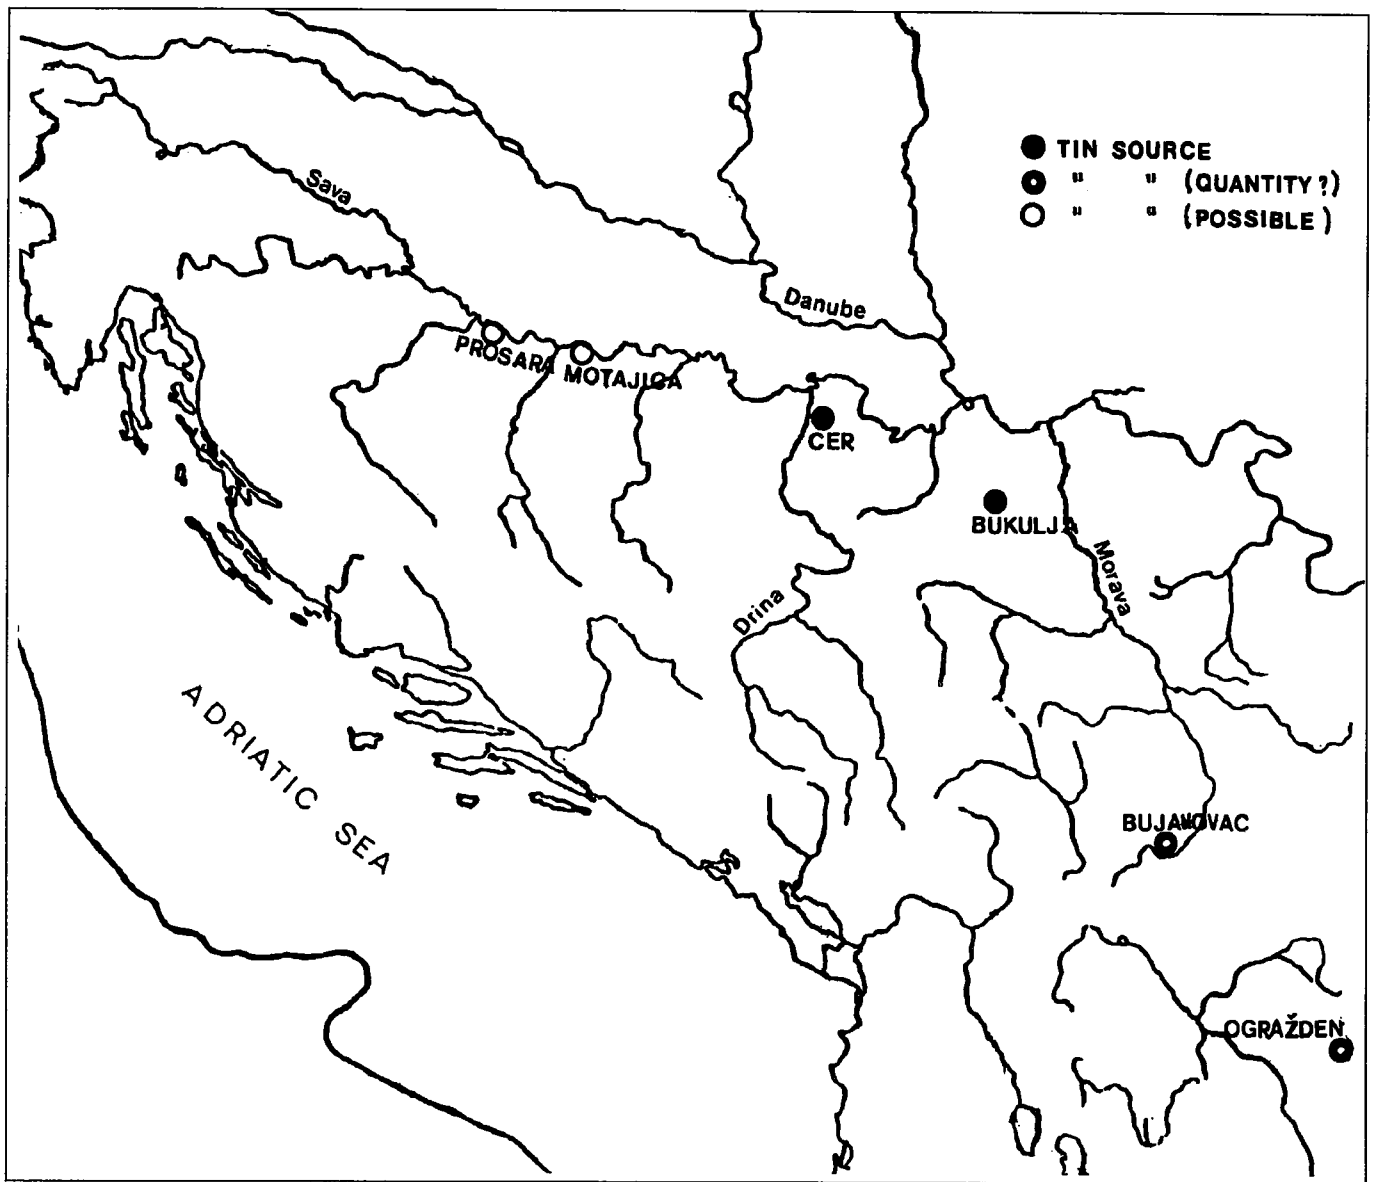 TIN SOURCE
" " (QUANTITY?)
" " (POSSIBLE)
Sava
Danube
PROSARA
MOTAJICA
CER
BUKULJA
Morava
Drina
ADRIATIC SEA
BUJANOVAC
OGRAŽDEN